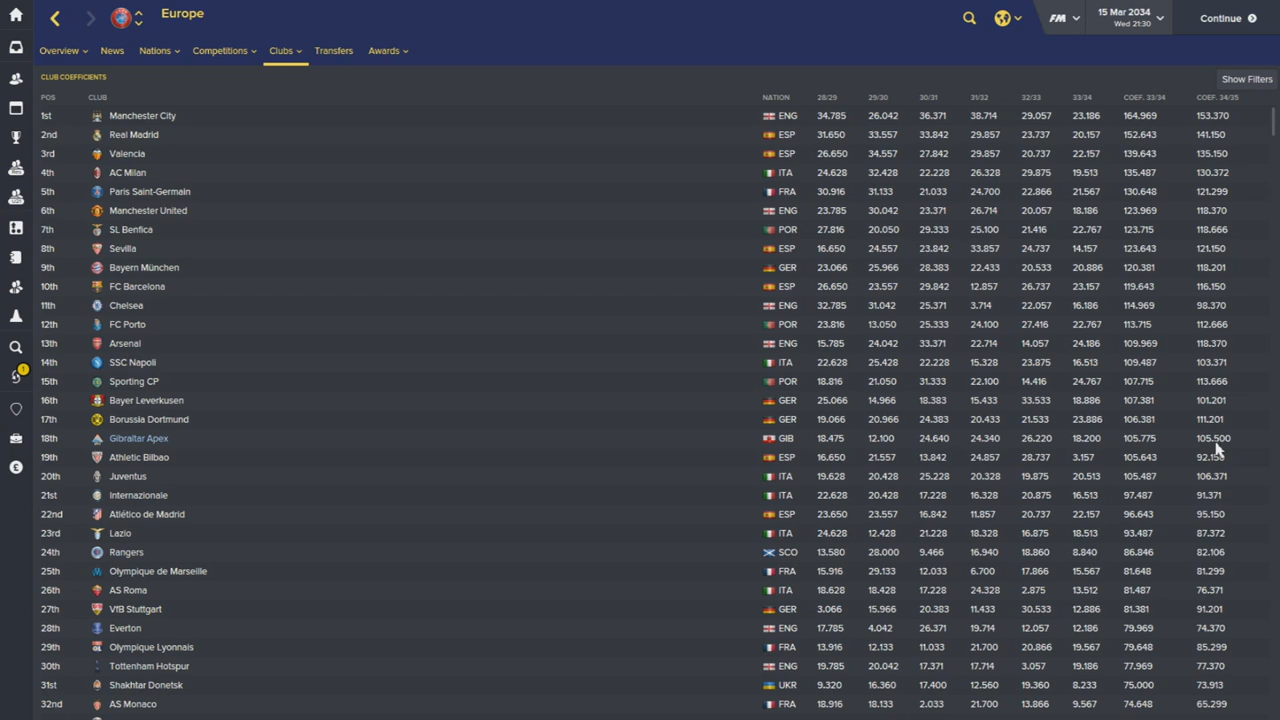 Europe
FM
15 Mar 2034
Wed 21:30
Continue
Overview News Nations Competitions Clubs Transfers Awards
CLUB COEFFICIENTS
Show Filters
POS CLUB NATION 28/29 29/30 30/31 31/32 32/33 33/34 COEF. 33/34 COEF. 34/35
1st Manchester City ENG 34.785 26.042 36.371 38.714 29.057 23.186 164.969 153.370
2nd Real Madrid ESP 31.650 33.557 33.842 29.857 23.737 20.157 152.643 141.150
3rd Valencia ESP 26.650 34.557 27.842 29.857 20.737 22.157 139.643 135.150
4th AC Milan ITA 24.628 32.428 22.228 26.328 29.875 19.513 135.487 130.372
5th Paris Saint-Germain FRA 30.916 31.133 21.033 24.700 22.866 21.567 130.648 121.299
6th Manchester United ENG 23.785 30.042 23.371 26.714 20.057 18.186 123.969 118.370
7th SL Benfica POR 27.816 20.050 29.333 25.100 21.416 22.767 123.715 118.666
8th Sevilla ESP 16.650 24.557 23.842 33.857 24.737 14.157 123.643 121.150
9th Bayern München GER 23.066 25.966 28.383 22.433 20.533 20.886 120.381 118.201
10th FC Barcelona ESP 26.650 23.557 29.842 12.857 26.737 23.157 119.643 116.150
11th Chelsea ENG 32.785 31.042 25.371 3.714 22.057 16.186 114.969 98.370
12th FC Porto POR 23.816 13.050 25.333 24.100 27.416 22.767 113.715 112.666
13th Arsenal ENG 15.785 24.042 33.371 22.714 14.057 24.186 109.969 118.370
14th SSC Napoli ITA 22.628 25.428 22.228 15.328 23.875 16.513 109.487 103.371
15th Sporting CP POR 18.816 21.050 31.333 22.100 14.416 24.767 107.715 113.666
16th Bayer Leverkusen GER 25.066 14.966 18.383 15.433 33.533 18.886 107.381 101.201
17th Borussia Dortmund GER 19.066 20.966 24.383 20.433 21.533 23.886 106.381 111.201
18th Gibraltar Apex GIB 18.475 12.100 24.640 24.340 26.220 18.200 105.775 105.500
19th Athletic Bilbao ESP 16.650 21.557 13.842 24.857 28.737 3.157 105.643 92.150
20th Juventus ITA 19.628 20.428 25.228 20.328 19.875 20.513 105.487 106.371
21st Internazionale ITA 22.628 20.428 17.228 16.328 20.875 16.513 97.487 91.371
22nd Atlético de Madrid ESP 23.650 23.557 16.842 11.857 20.737 22.157 96.643 95.150
23rd Lazio ITA 24.628 12.428 21.228 18.328 16.875 18.513 93.487 87.372
24th Rangers SCO 13.580 28.000 9.466 16.940 18.860 8.840 86.846 82.106
25th Olympique de Marseille FRA 15.916 29.133 12.033 6.700 17.866 15.567 81.648 81.299
26th AS Roma ITA 18.628 18.428 17.228 24.328 2.875 13.512 81.487 76.371
27th VfB Stuttgart GER 3.066 15.966 20.383 11.433 30.533 12.886 81.381 91.201
28th Everton ENG 17.785 4.042 26.371 19.714 12.057 12.186 79.969 74.370
29th Olympique Lyonnais FRA 13.916 12.133 11.033 21.700 20.866 19.567 79.648 85.299
30th Tottenham Hotspur ENG 19.785 20.042 17.371 17.714 3.057 19.186 77.969 77.370
31st Shakhtar Donetsk UKR 9.320 16.360 17.400 12.560 19.360 8.233 75.000 73.913
32nd AS Monaco FRA 18.916 18.133 2.033 21.700 13.866 9.567 74.648 65.299